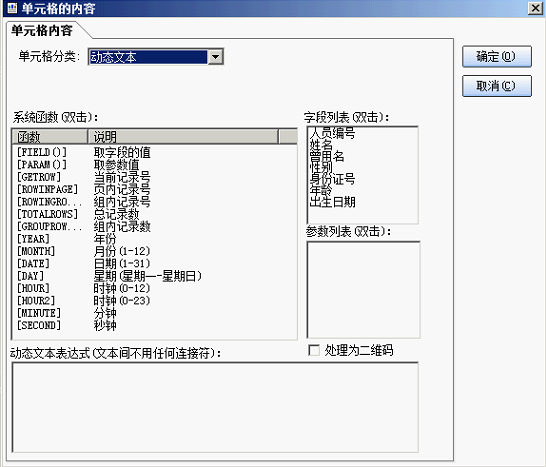 单元格的内容
单元格内容
单元格分类:
动态文本
确定(O)
取消(C)
系统函数(双击):
函数 说明
[FIELD()] 取字段的值
[PARAM()] 取参数值
[GETROW] 当前记录号
[ROWINPAGE] 页内记录号
[ROWINGRO... 组内记录号
[TOTALROWS] 总记录数
[GROUPROW... 组内记录数
[YEAR] 年份
[MONTH] 月份(1-12)
[DATE] 日期(1-31)
[DAY] 星期(星期一-星期日)
[HOUR] 时钟(0-12)
[HOUR2] 时钟(0-23)
[MINUTE] 分钟
[SECOND] 秒钟
字段列表(双击):
人员编号
姓名
曾用名
性别
身份证号
年龄
出生日期
参数列表(双击):
处理为二维码
动态文本表达式(文本间不用任何连接符):